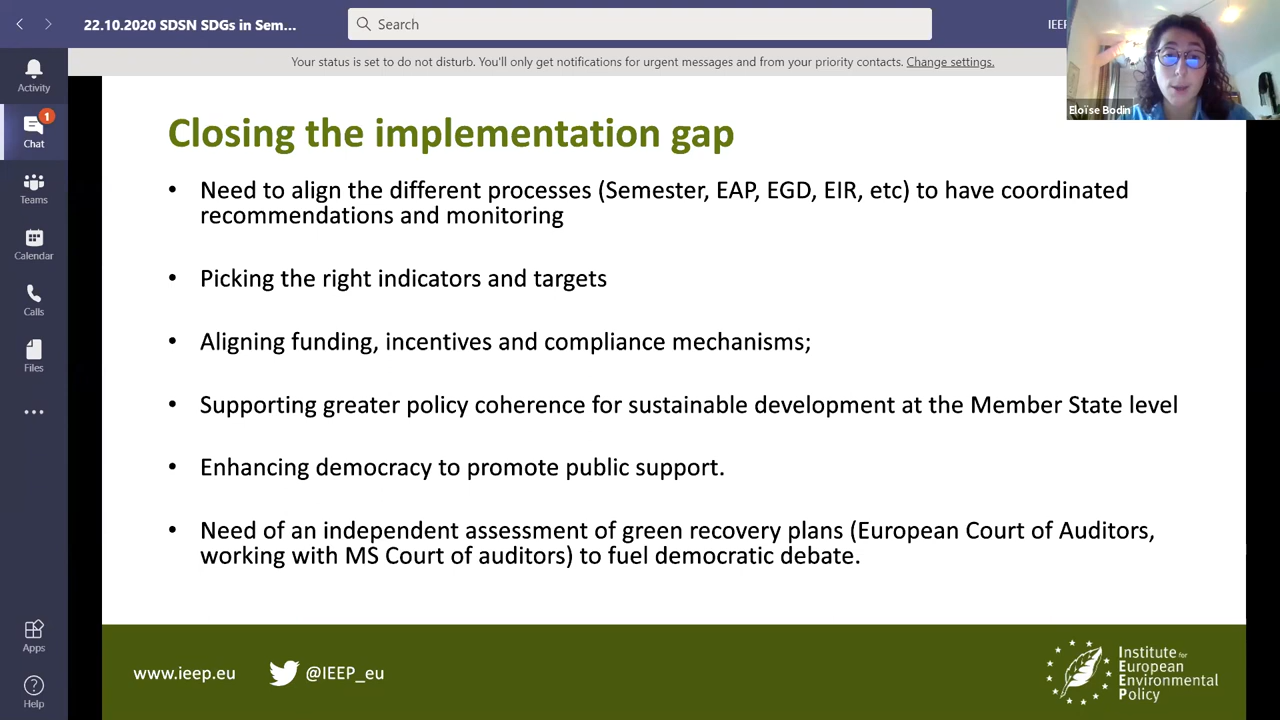 22.10.2020 SDSN SDGs in Sem...
Search
IEEP
Your status is set to do not disturb. You'll only get notifications for urgent messages and from your priority contacts. Change settings.
Eloïse Bodin
Activity
1
Chat
Teams
Calendar
Calls
Files
Apps
Help
Closing the implementation gap
• Need to align the different processes (Semester, EAP, EGD, EIR, etc) to have coordinated
recommendations and monitoring
• Picking the right indicators and targets
• Aligning funding, incentives and compliance mechanisms;
• Supporting greater policy coherence for sustainable development at the Member State level
• Enhancing democracy to promote public support.
• Need of an independent assessment of green recovery plans (European Court of Auditors,
working with MS Court of auditors) to fuel democratic debate.
www.ieep.eu
@IEEP_eu
Institute for
European
Environmental
Policy